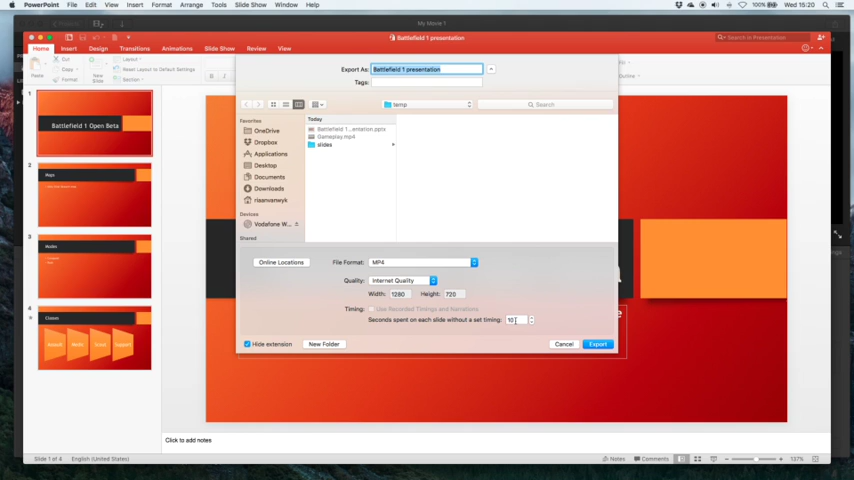 PowerPoint File Edit View Insert Format Arrange Tools Slide Show Window Help 100% Wed 15:20
My Movie 1
Battlefield 1 presentation
Search in Presentation
Home Insert Design Transitions Animations Slide Show Review View
Paste
Cut
Copy
Format
New
Slide
Layout
Reset Layout to Default Settings
Section
B I
Outline
Export As: Battlefield 1 presentation
Tags:
temp
Search
Favorites
OneDrive
Dropbox
Applications
Desktop
Documents
Downloads
riaanvanwyk
Devices
Vodafone W...
Shared
Today
Battlefield 1 ...entation.pptx
Gameplay.mp4
slides
Online Locations
File Format: MP4
Quality: Internet Quality
Width: 1280 Height: 720
Timing: Use Recorded Timings and Narrations
Seconds spent on each slide without a set timing: 10
Hide extension
New Folder
Cancel
Export
1
Battlefield 1 Open Beta
2
Maps
3
Modes
4
Classes
Assault
Medic
Scout
Support
Click to add notes
Slide 1 of 4 English (United States)
Notes Comments 137%